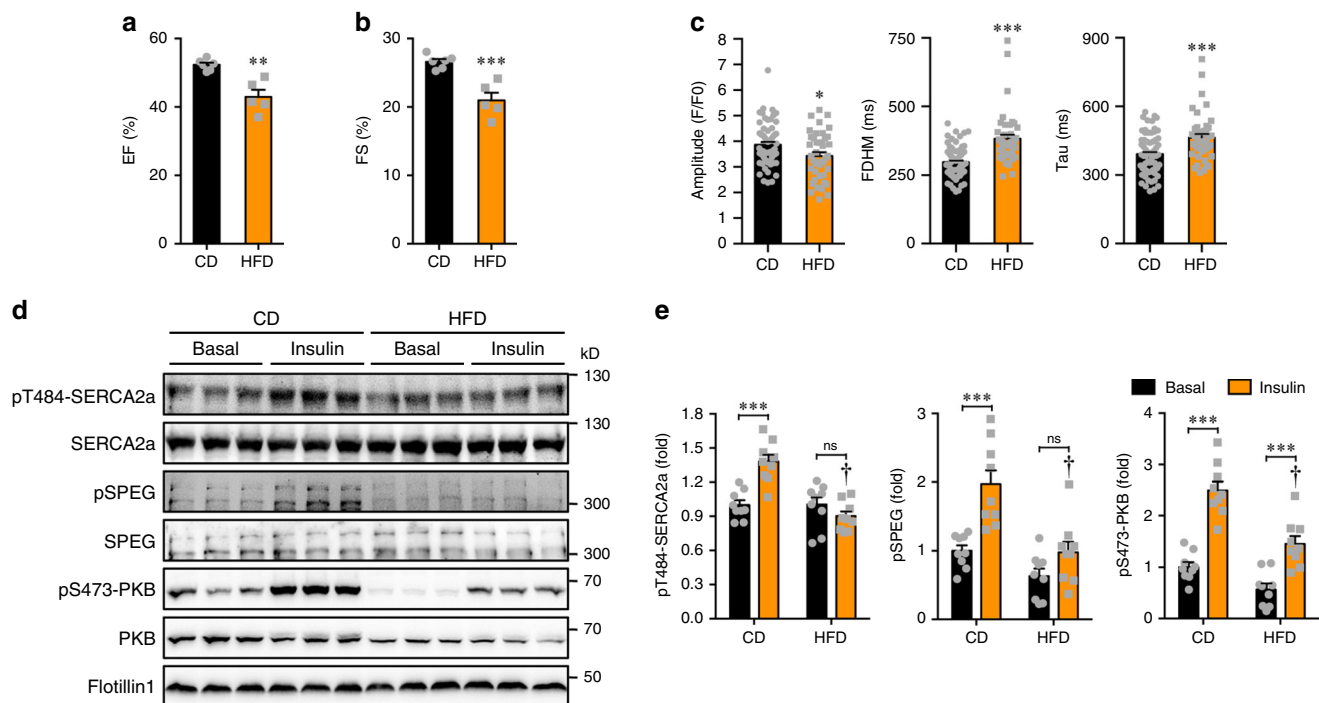 a
60
40
20
0
EF (%)
**
CD HFD
b
30
20
10
0
FS (%)
***
CD HFD
c
8
7
6
5
4
3
2
1
0
Amplitude (F/F0)
*
CD HFD
750
500
250
0
FDHM (ms)
***
CD HFD
900
600
300
0
Tau (ms)
***
CD HFD
d
CD HFD
Basal Insulin Basal Insulin kD
pT484-SERCA2a 130
SERCA2a 130
pSPEG 300
SPEG 300
pS473-PKB 70
PKB 70
Flotillin1 50
e
Basal Insulin
1.8
1.5
1.2
0.9
0.6
0.3
0.0
pT484-SERCA2a (fold)
***
ns
†
CD HFD
3
2
1
0
pSPEG (fold)
***
ns
†
CD HFD
4
3
2
1
0
pS473-PKB (fold)
***
***
†
CD HFD